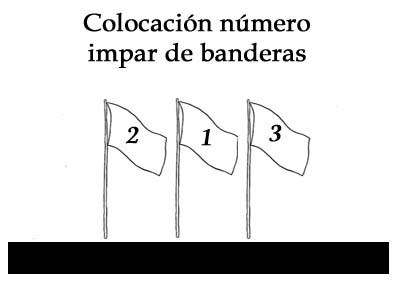 Colocación número
impar de banderas
2 1 3